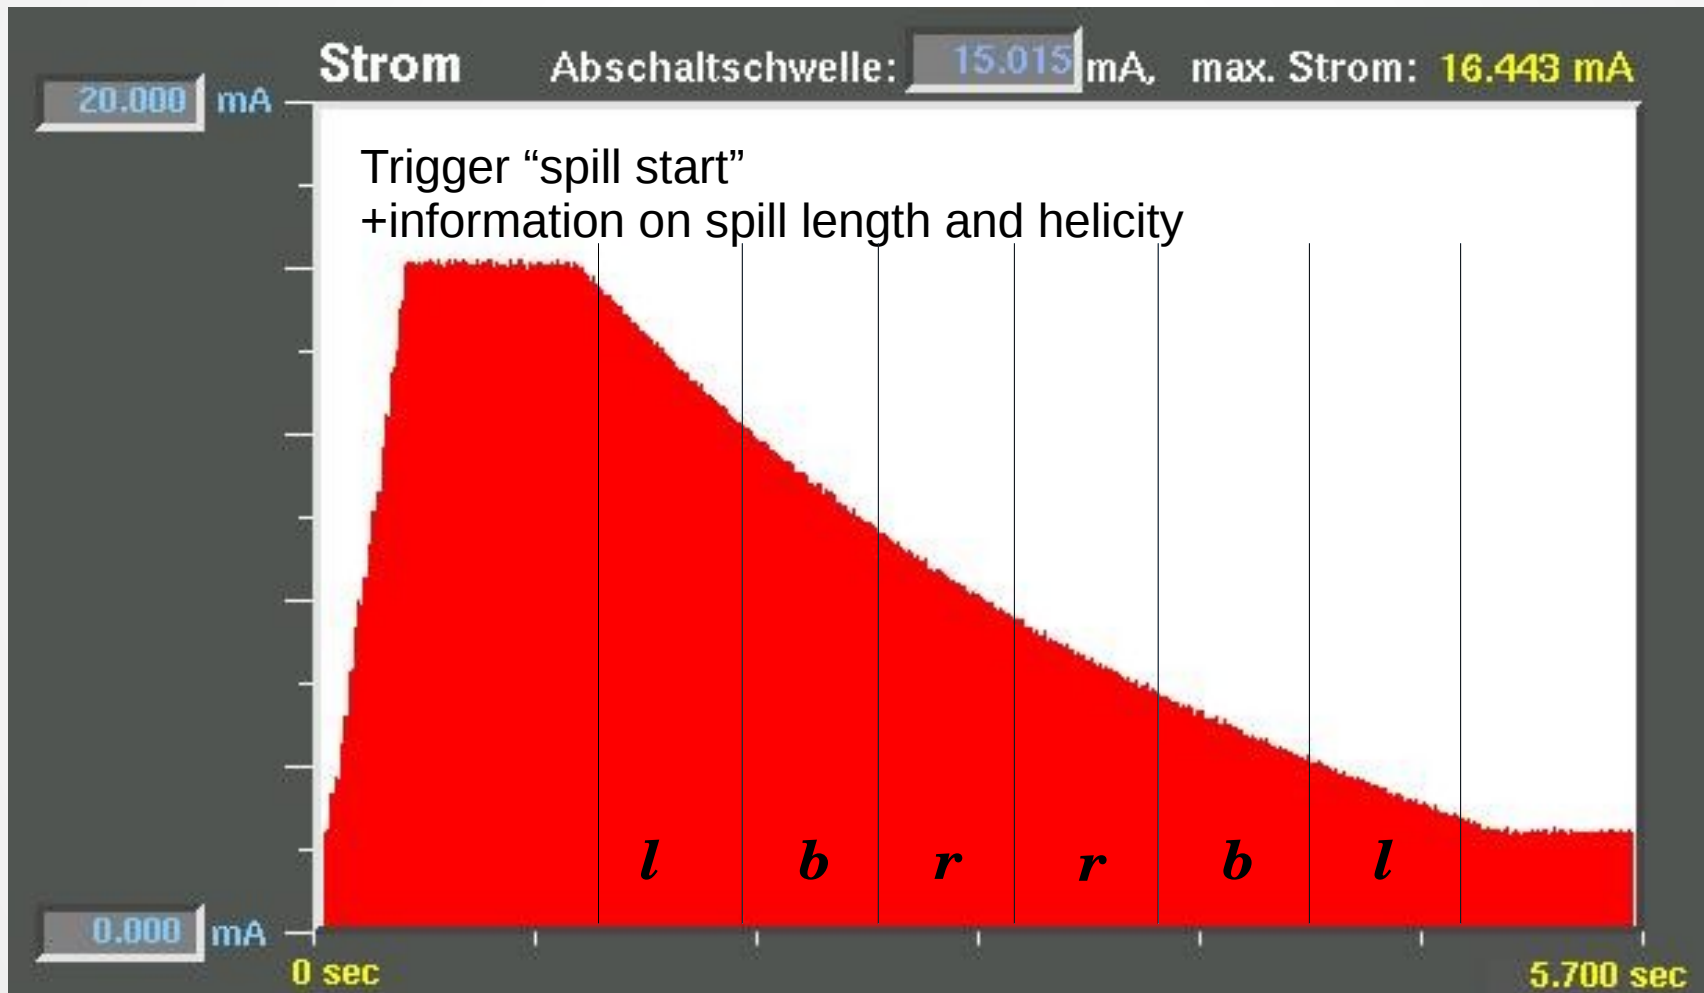 Strom Abschaltschwelle: 15.015 mA, max. Strom: 16.443 mA
20.000 mA
Trigger “spill start”
+information on spill length and helicity
l b r r b l
0.000 mA
0 sec 5.700 sec